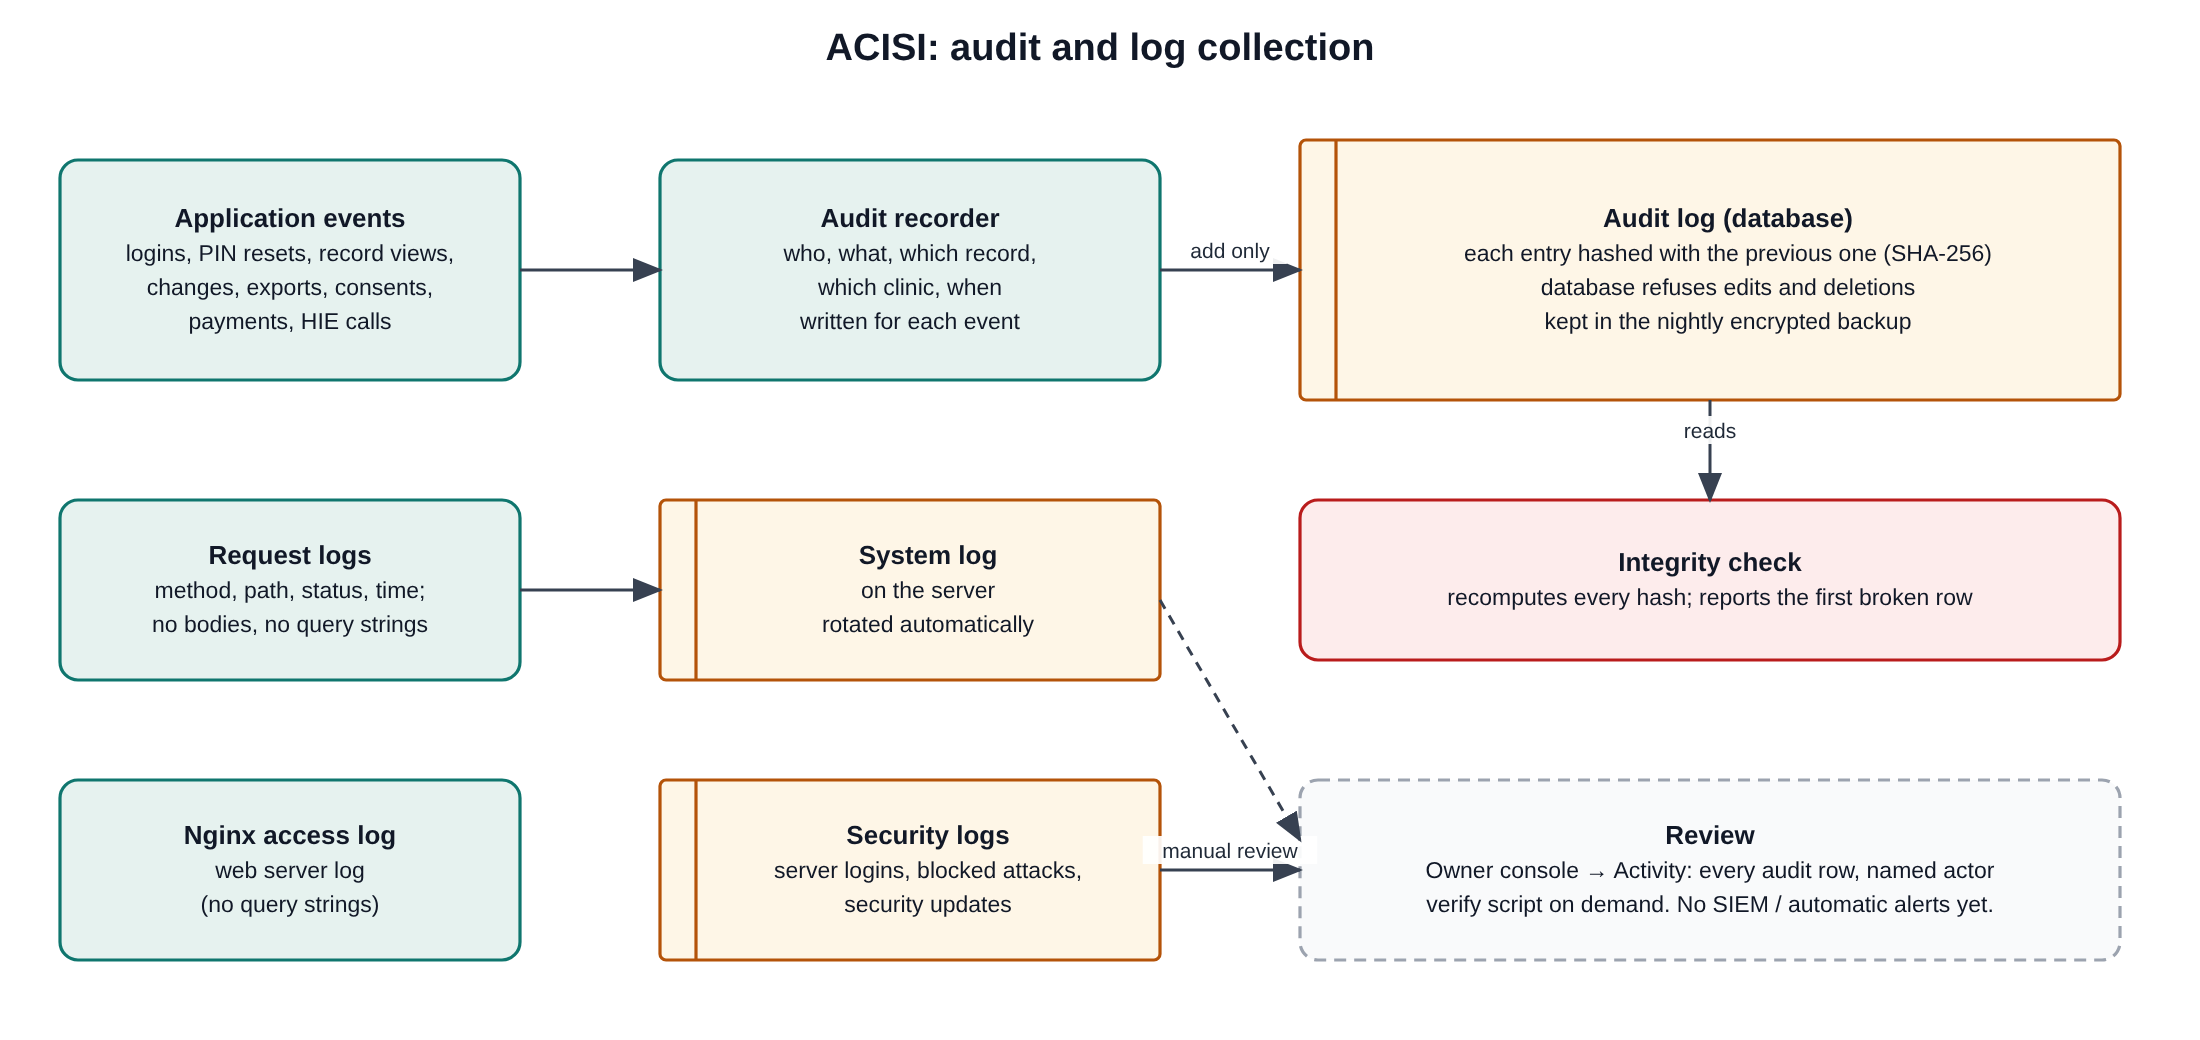 ACISI: audit and log collection
Application events
logins, PIN resets, record views,
changes, exports, consents,
payments, HIE calls
Audit recorder
who, what, which record,
which clinic, when
written for each event
add only
Audit log (database)
each entry hashed with the previous one (SHA-256)
database refuses edits and deletions
kept in the nightly encrypted backup
reads
Request logs
method, path, status, time;
no bodies, no query strings
System log
on the server
rotated automatically
Integrity check
recomputes every hash; reports the first broken row
Nginx access log
web server log
(no query strings)
Security logs
server logins, blocked attacks,
security updates
manual review
Review
Owner console → Activity: every audit row, named actor
verify script on demand. No SIEM / automatic alerts yet.